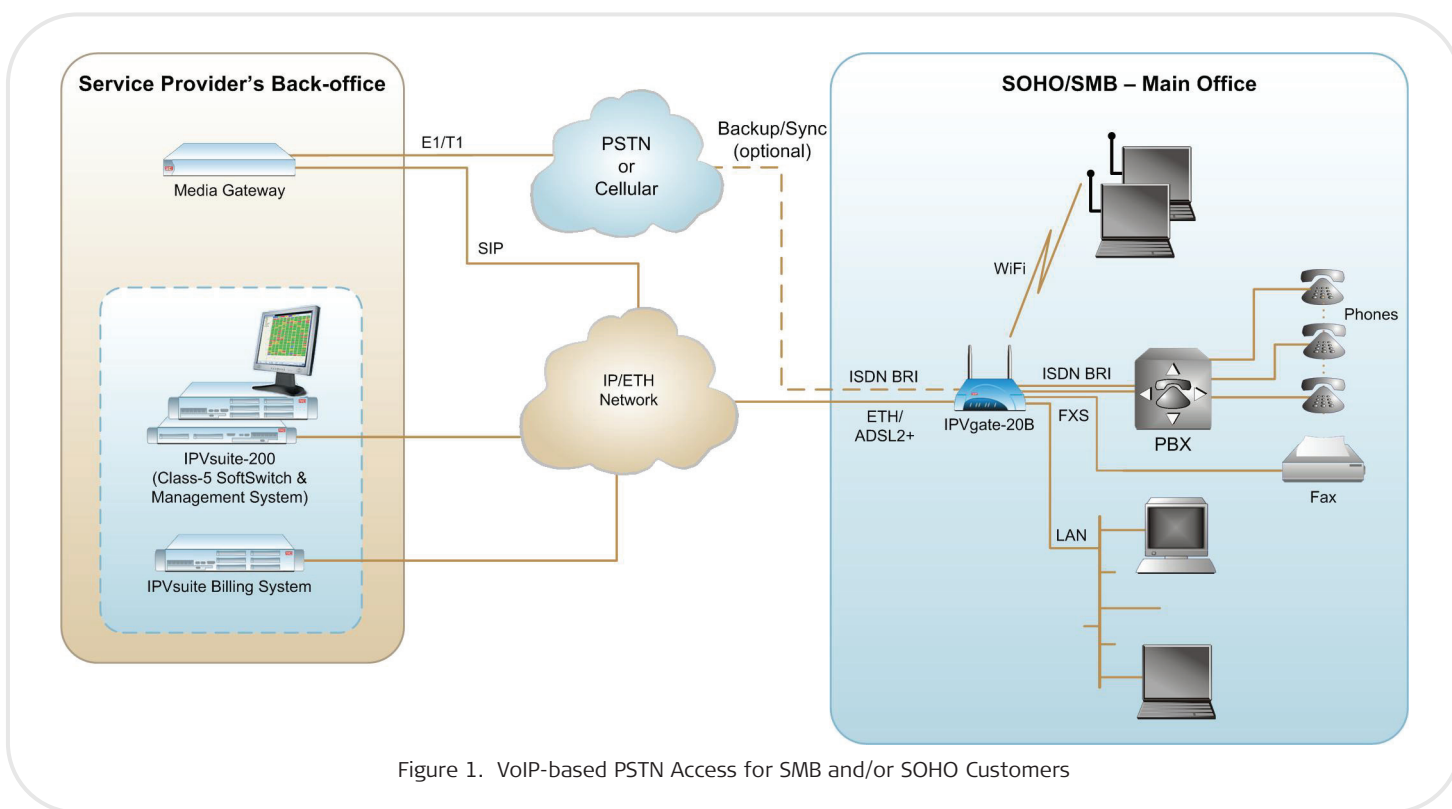 Service Provider's Back-office
Media Gateway
E1/T1
SIP
PSTN
or
Cellular
Backup/Sync
(optional)
IPVsuite-200
(Class-5 SoftSwitch &
Management System)
IPVsuite Billing System
IP/ETH
Network
SOHO/SMB – Main Office
WiFi
ISDN BRI
ETH/
ADSL2+
IPVgate-20B
ISDN BRI
FXS
PBX
Phones
Fax
LAN
Figure 1. VoIP-based PSTN Access for SMB and/or SOHO Customers